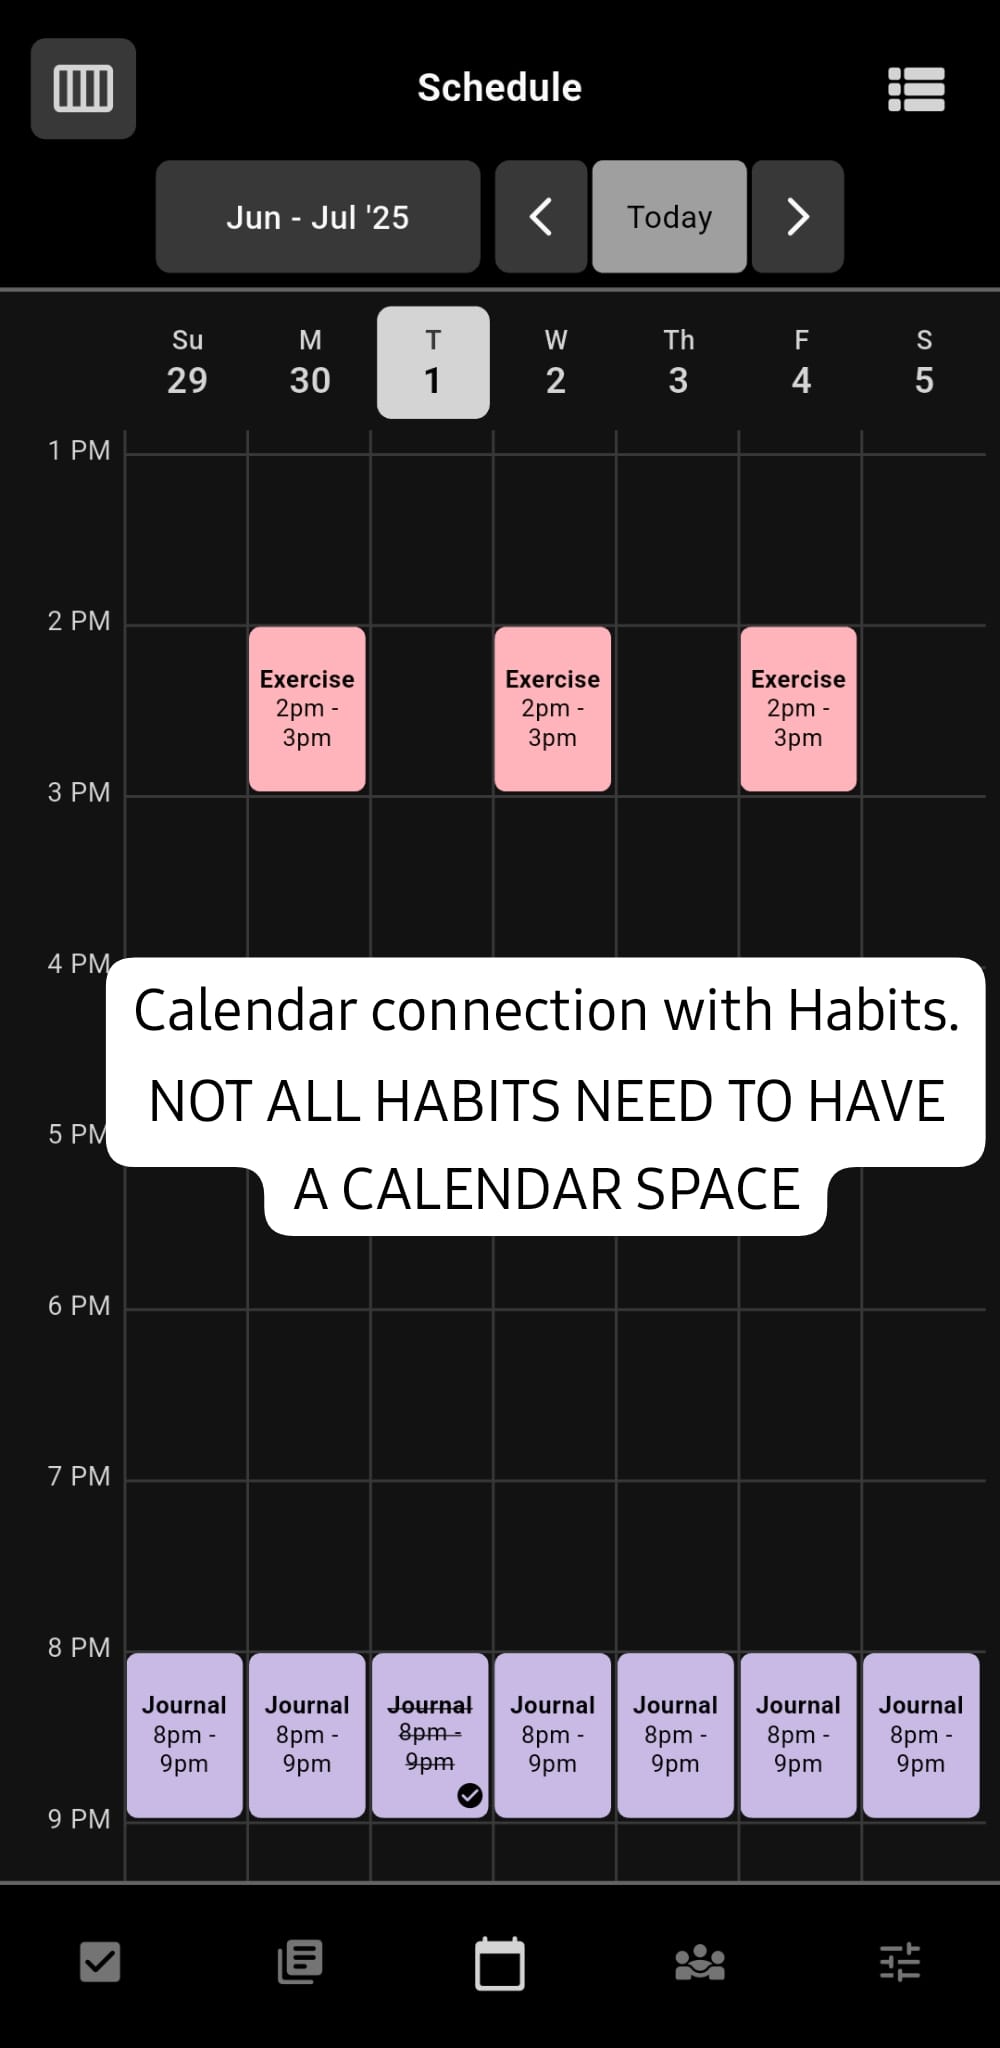 Schedule
Jun - Jul '25
Today
Su M T W Th F S
29 30 1 2 3 4 5
1 PM
2 PM
Exercise Exercise Exercise
2pm - 2pm - 2pm -
3pm 3pm 3pm
3 PM
4 PM
Calendar connection with Habits.
NOT ALL HABITS NEED TO HAVE
5 PM
A CALENDAR SPACE
6 PM
7 PM
8 PM
Journal Journal Journal Journal Journal Journal Journal
8pm - 8pm - 8pm - 8pm - 8pm - 8pm - 8pm -
9pm 9pm 9pm 9pm 9pm 9pm 9pm
9 PM